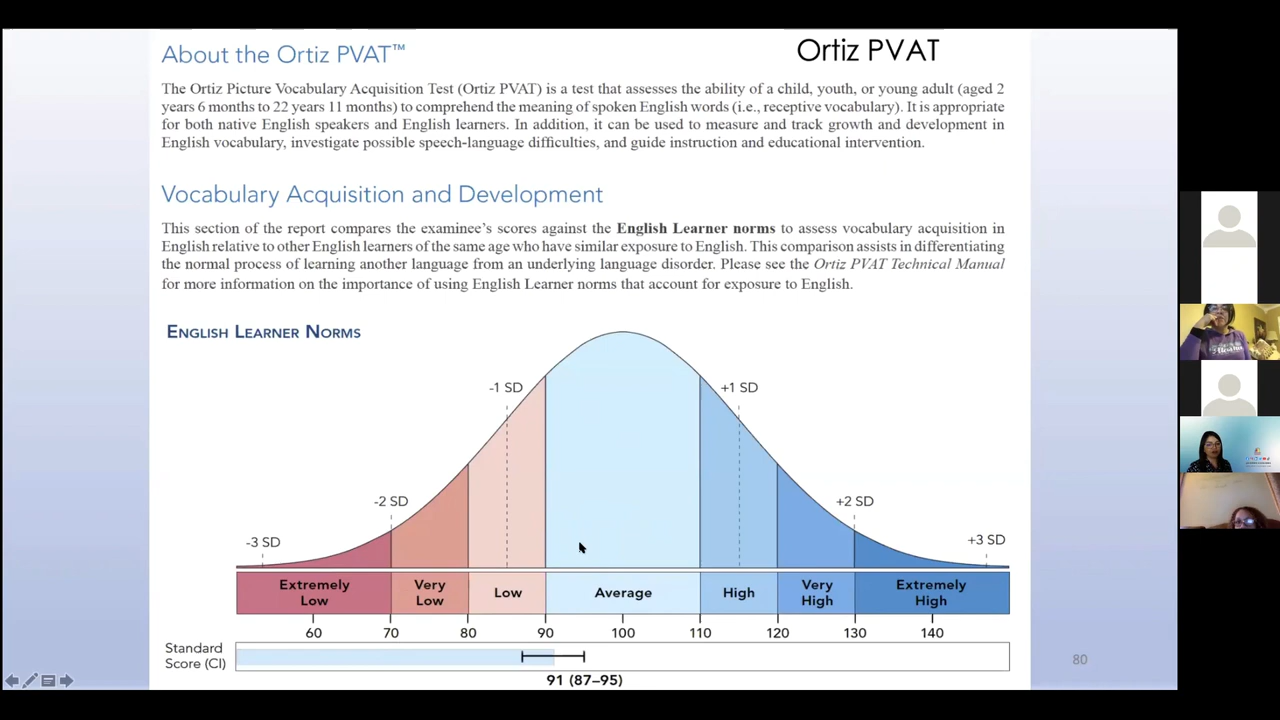 About the Ortiz PVAT™
Ortiz PVAT
The Ortiz Picture Vocabulary Acquisition Test (Ortiz PVAT) is a test that assesses the ability of a child, youth, or young adult (aged 2
years 6 months to 22 years 11 months) to comprehend the meaning of spoken English words (i.e., receptive vocabulary). It is appropriate
for both native English speakers and English learners. In addition, it can be used to measure and track growth and development in
English vocabulary, investigate possible speech-language difficulties, and guide instruction and educational intervention.
Vocabulary Acquisition and Development
This section of the report compares the examinee's scores against the English Learner norms to assess vocabulary acquisition in
English relative to other English learners of the same age who have similar exposure to English. This comparison assists in differentiating
the normal process of learning another language from an underlying language disorder. Please see the Ortiz PVAT Technical Manual
for more information on the importance of using English Learner norms that account for exposure to English.
English Learner Norms
-1 SD
+1 SD
-2 SD
+2 SD
-3 SD
+3 SD
Extremely Low
Very Low
Low
Average
High
Very High
Extremely High
60 70 80 90 100 110 120 130 140
Standard
Score (CI)
91 (87–95)
80